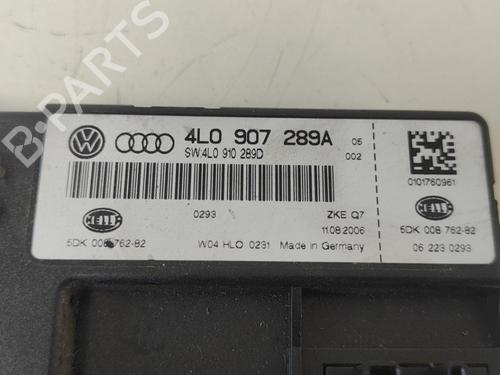 4L0 907 289A
05
SW:4L0 910 289D
002
0101760961
0293
ZKE Q7
11.08.2006
HELLA
HELLA
5DK 008 762-82
W04 HLO 0231
Made in Germany
5DK 008 762-82
06 223 0293
B-PARTS